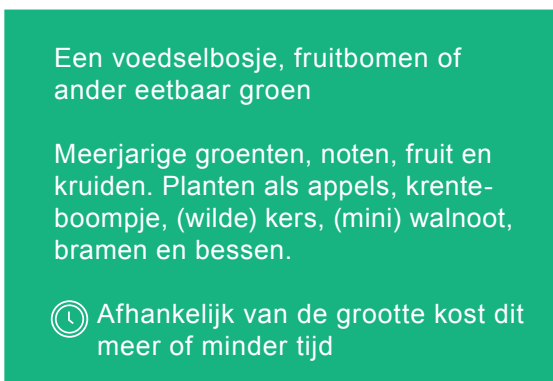 Een voedselbosje, fruitbomen of
ander eetbaar groen
Meerjarige groenten, noten, fruit en
kruiden. Planten als appels, krente-
boompje, (wilde) kers, (mini) walnoot,
bramen en bessen.
Afhankelijk van de grootte kost dit
meer of minder tijd